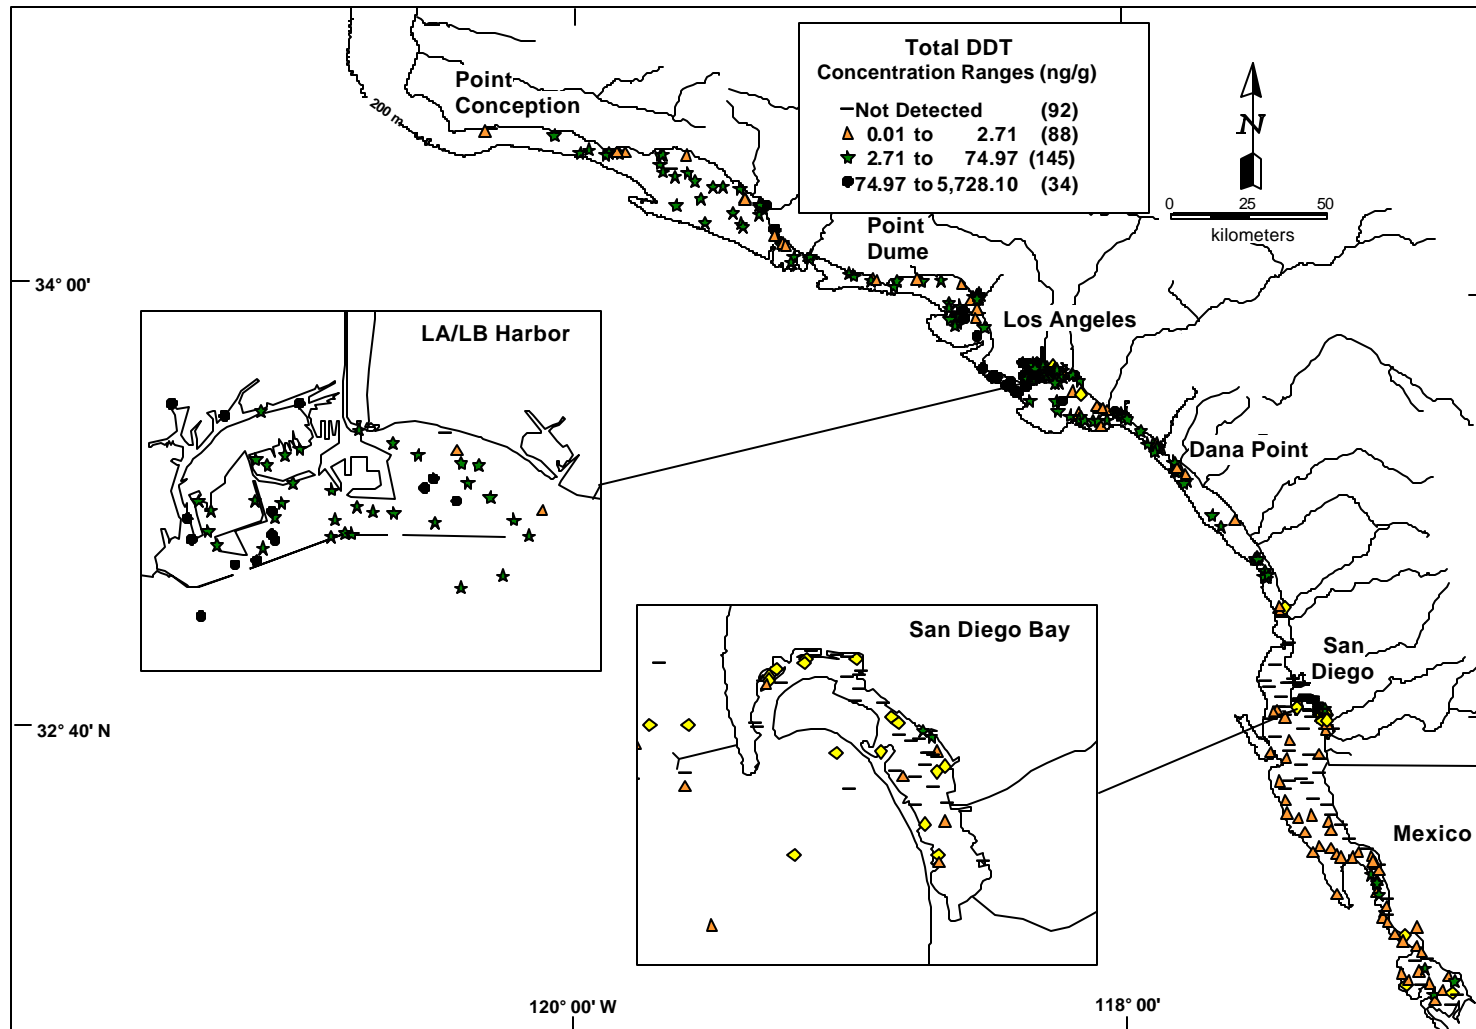 Total DDT
Concentration Ranges (ng/g)
Not Detected (92)
0.01 to 2.71 (88)
2.71 to 74.97 (145)
74.97 to 5,728.10 (34)
N
0 25 50
kilometers
Point
Conception
200 m
Point
Dume
34° 00'
Los Angeles
LA/LB Harbor
Dana Point
San Diego Bay
San
Diego
32° 40' N
Mexico
120° 00' W
118° 00'